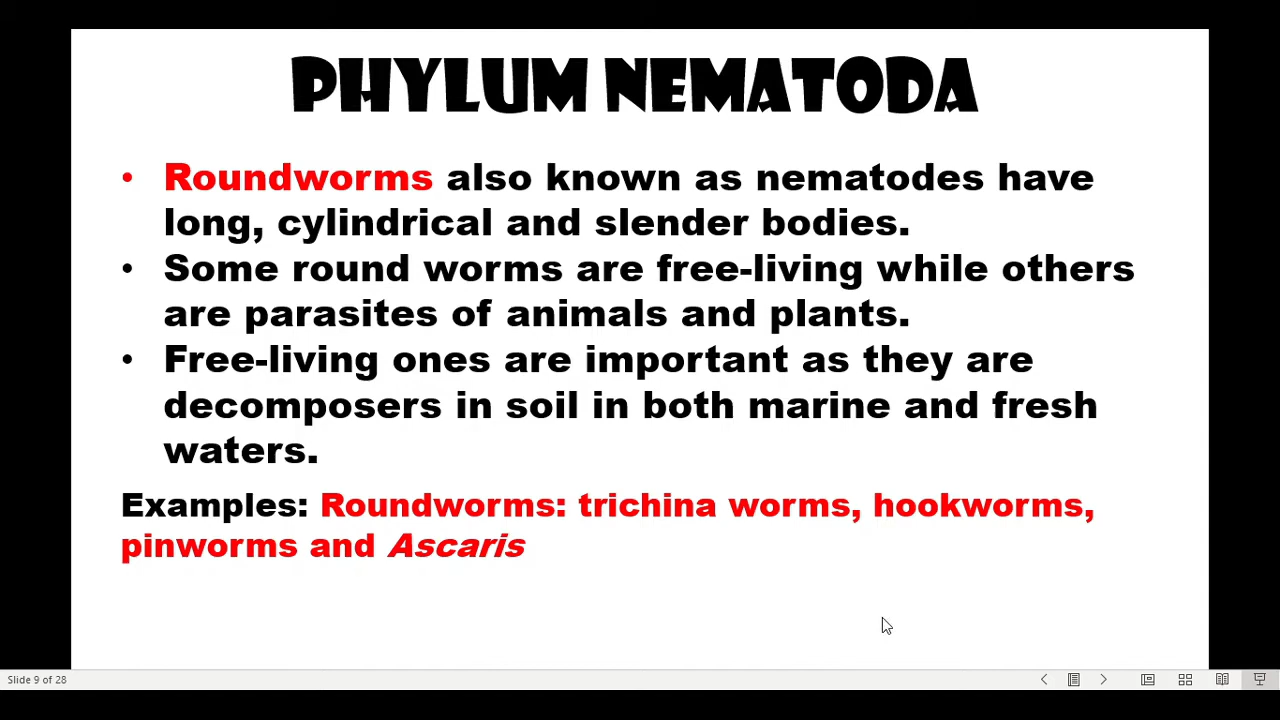 PHYLUM NEMATODA
• Roundworms also known as nematodes have
long, cylindrical and slender bodies.
• Some round worms are free-living while others
are parasites of animals and plants.
• Free-living ones are important as they are
decomposers in soil in both marine and fresh
waters.
Examples: Roundworms: trichina worms, hookworms,
pinworms and Ascaris
Slide 9 of 28